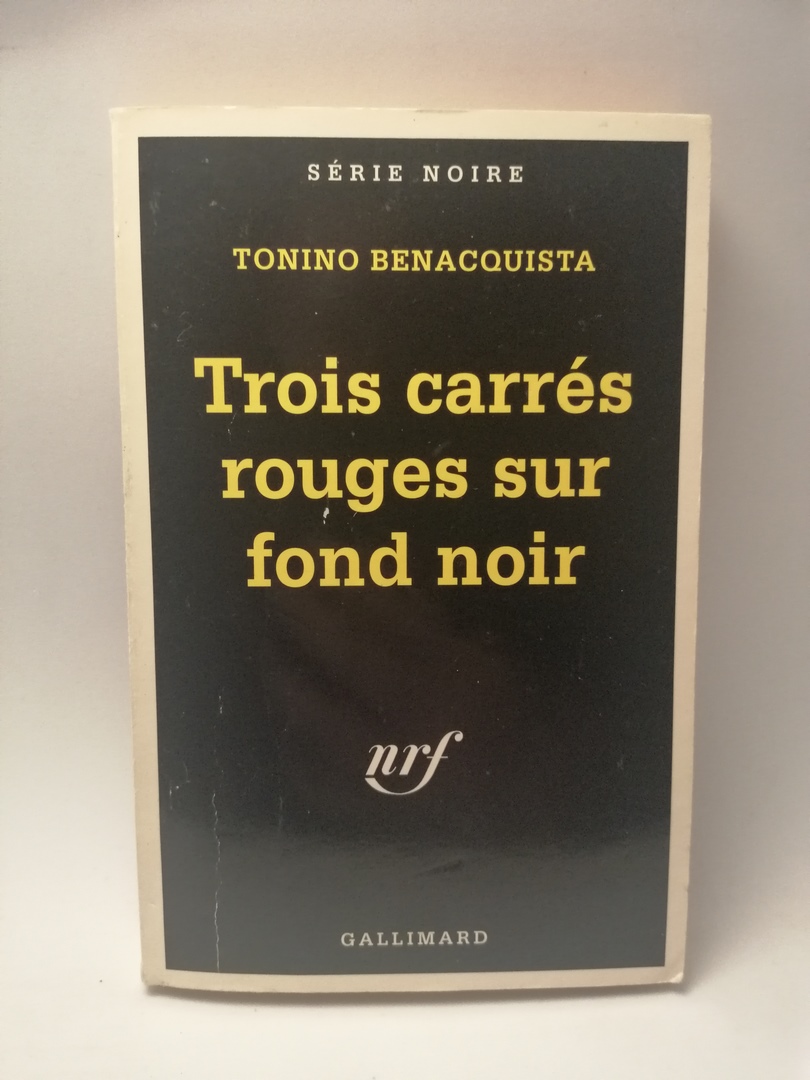 SÉRIE NOIRE
TONINO BENACQUISTA
Trois carrés
rouges sur
fond noir
nrf
GALLIMARD